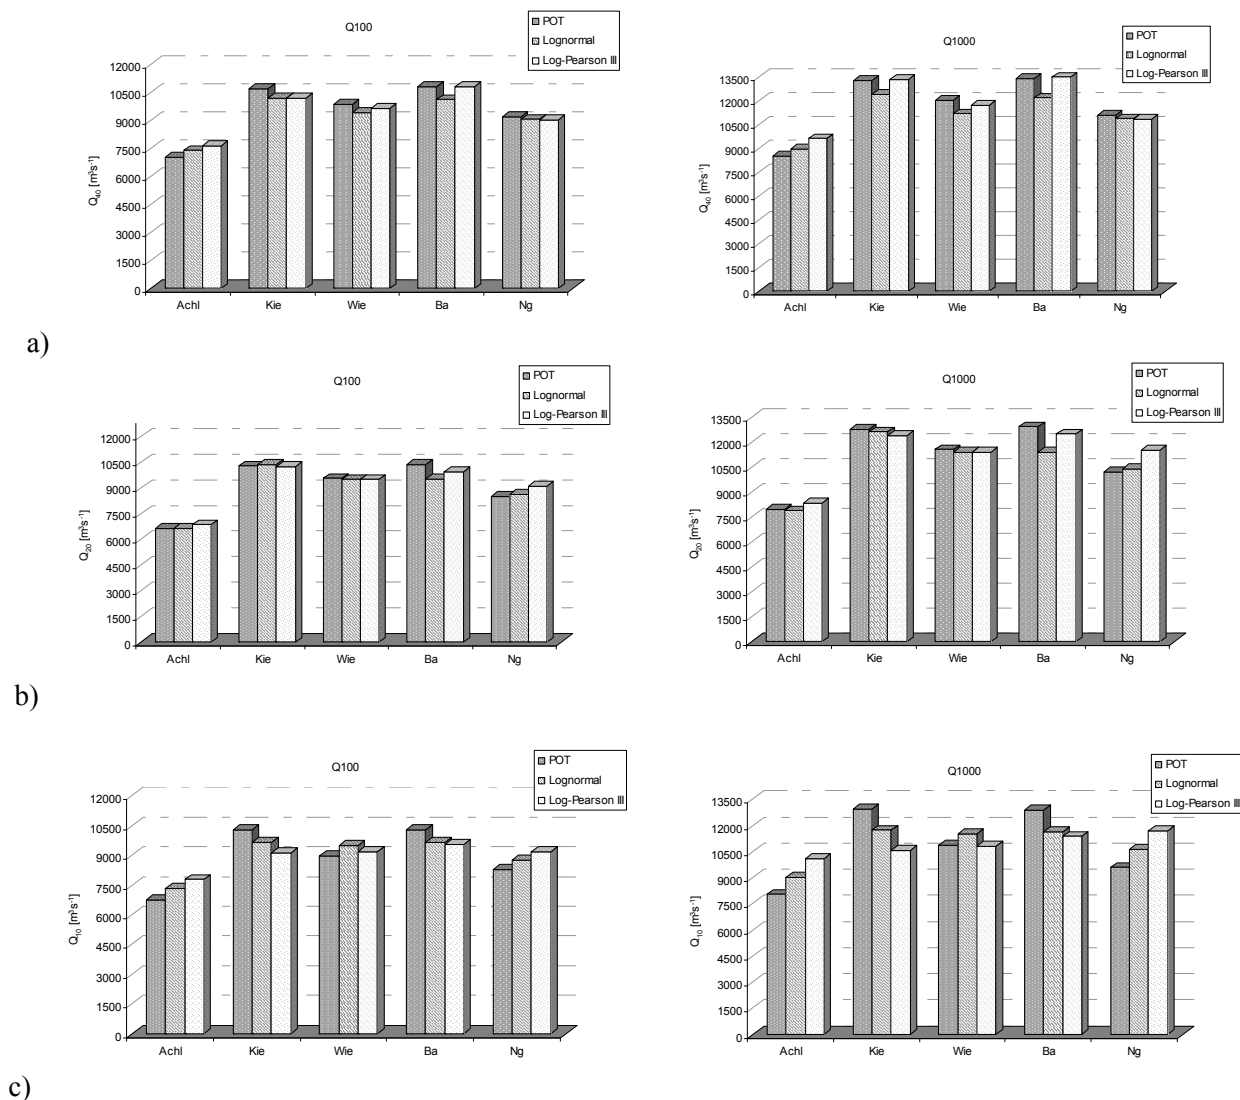 Q100
POT
Lognormal
Log-Pearson III
Q₄₀ [m³s⁻¹]
12000
10500
9000
7500
6000
4500
3000
1500
0
Achl Kie Wie Ba Ng
Q1000
POT
Lognormal
Log-Pearson III
Q₄₀ [m³s⁻¹]
13500
12000
10500
9000
7500
6000
4500
3000
1500
0
Achl Kie Wie Ba Ng
a)
Q100
POT
Lognormal
Log-Pearson III
Q₂₀ [m³s⁻¹]
12000
10500
9000
7500
6000
4500
3000
1500
0
Achl Kie Wie Ba Ng
Q1000
POT
Lognormal
Log-Pearson III
Q₂₀ [m³s⁻¹]
13500
12000
10500
9000
7500
6000
4500
3000
1500
0
Achl Kie Wie Ba Ng
b)
Q100
POT
Lognormal
Log-Pearson III
Q₁₀ [m³s⁻¹]
12000
10500
9000
7500
6000
4500
3000
1500
0
Achl Kie Wie Ba Ng
Q1000
POT
Lognormal
Log-Pearson III
Q₁₀ [m³s⁻¹]
13500
12000
10500
9000
7500
6000
4500
3000
1500
0
Achl Kie Wie Ba Ng
c)